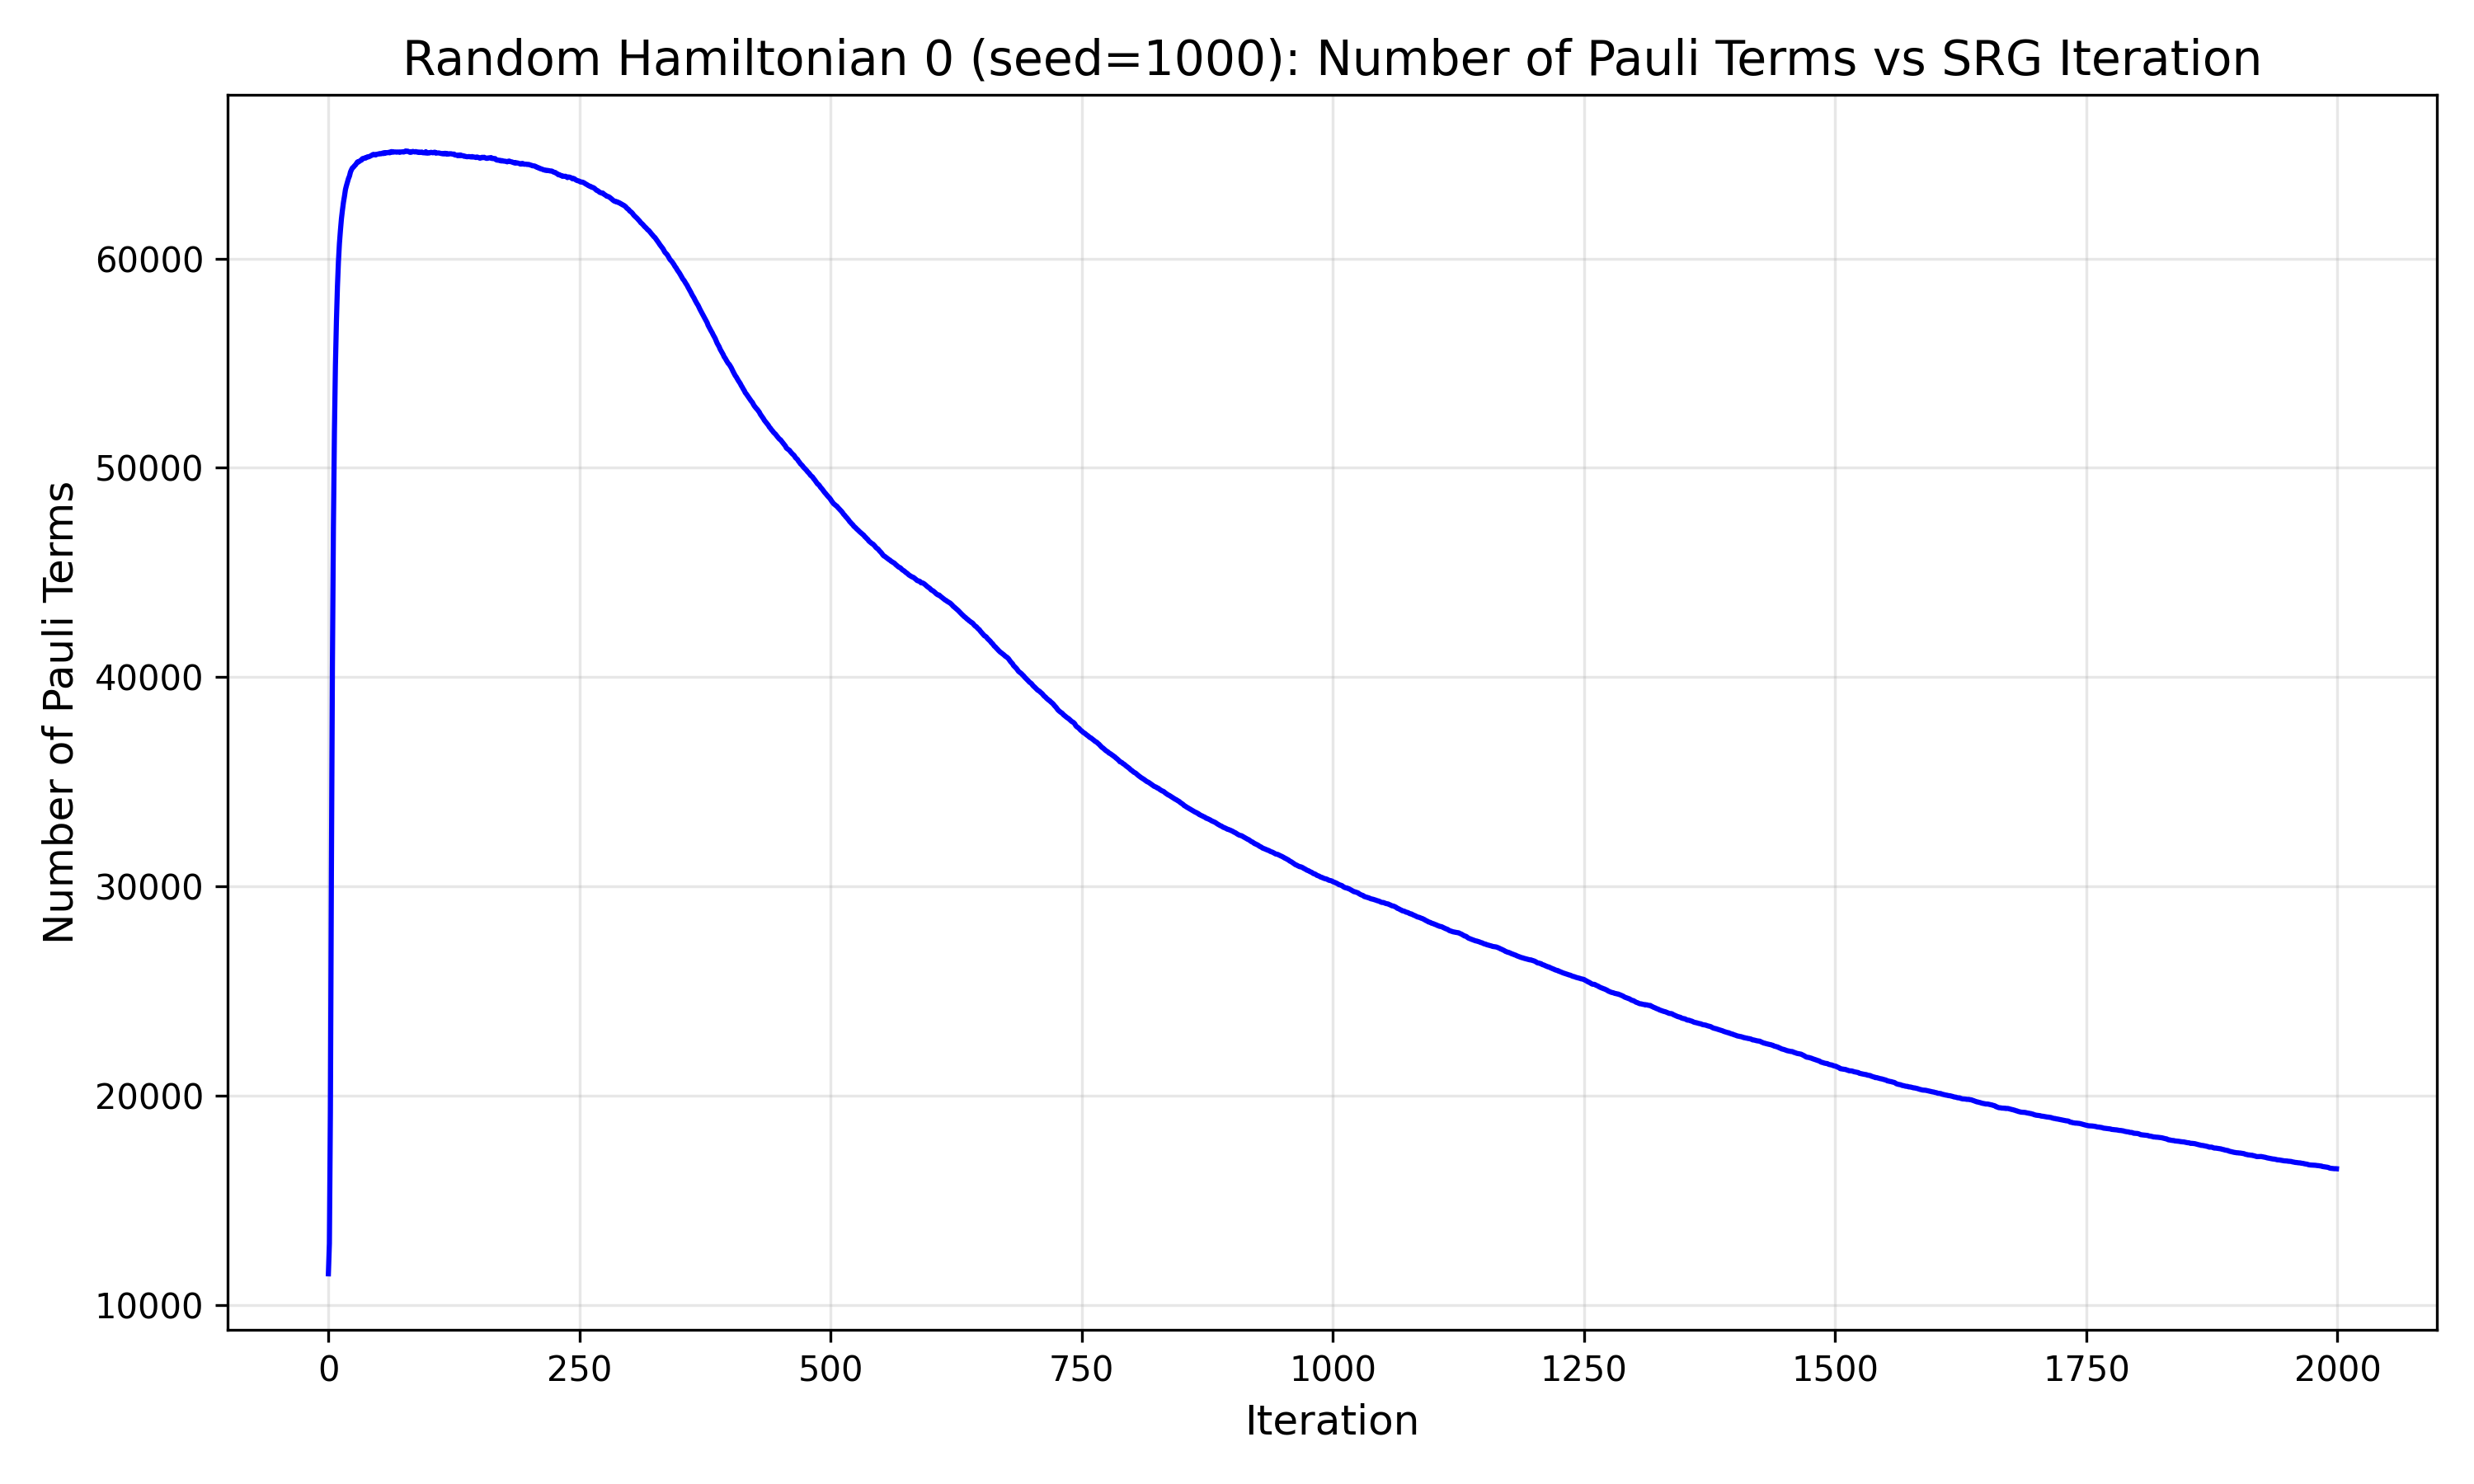 Random Hamiltonian 0 (seed=1000): Number of Pauli Terms vs SRG Iteration
Number of Pauli Terms
60000
50000
40000
30000
20000
10000
0 250 500 750 1000 1250 1500 1750 2000
Iteration